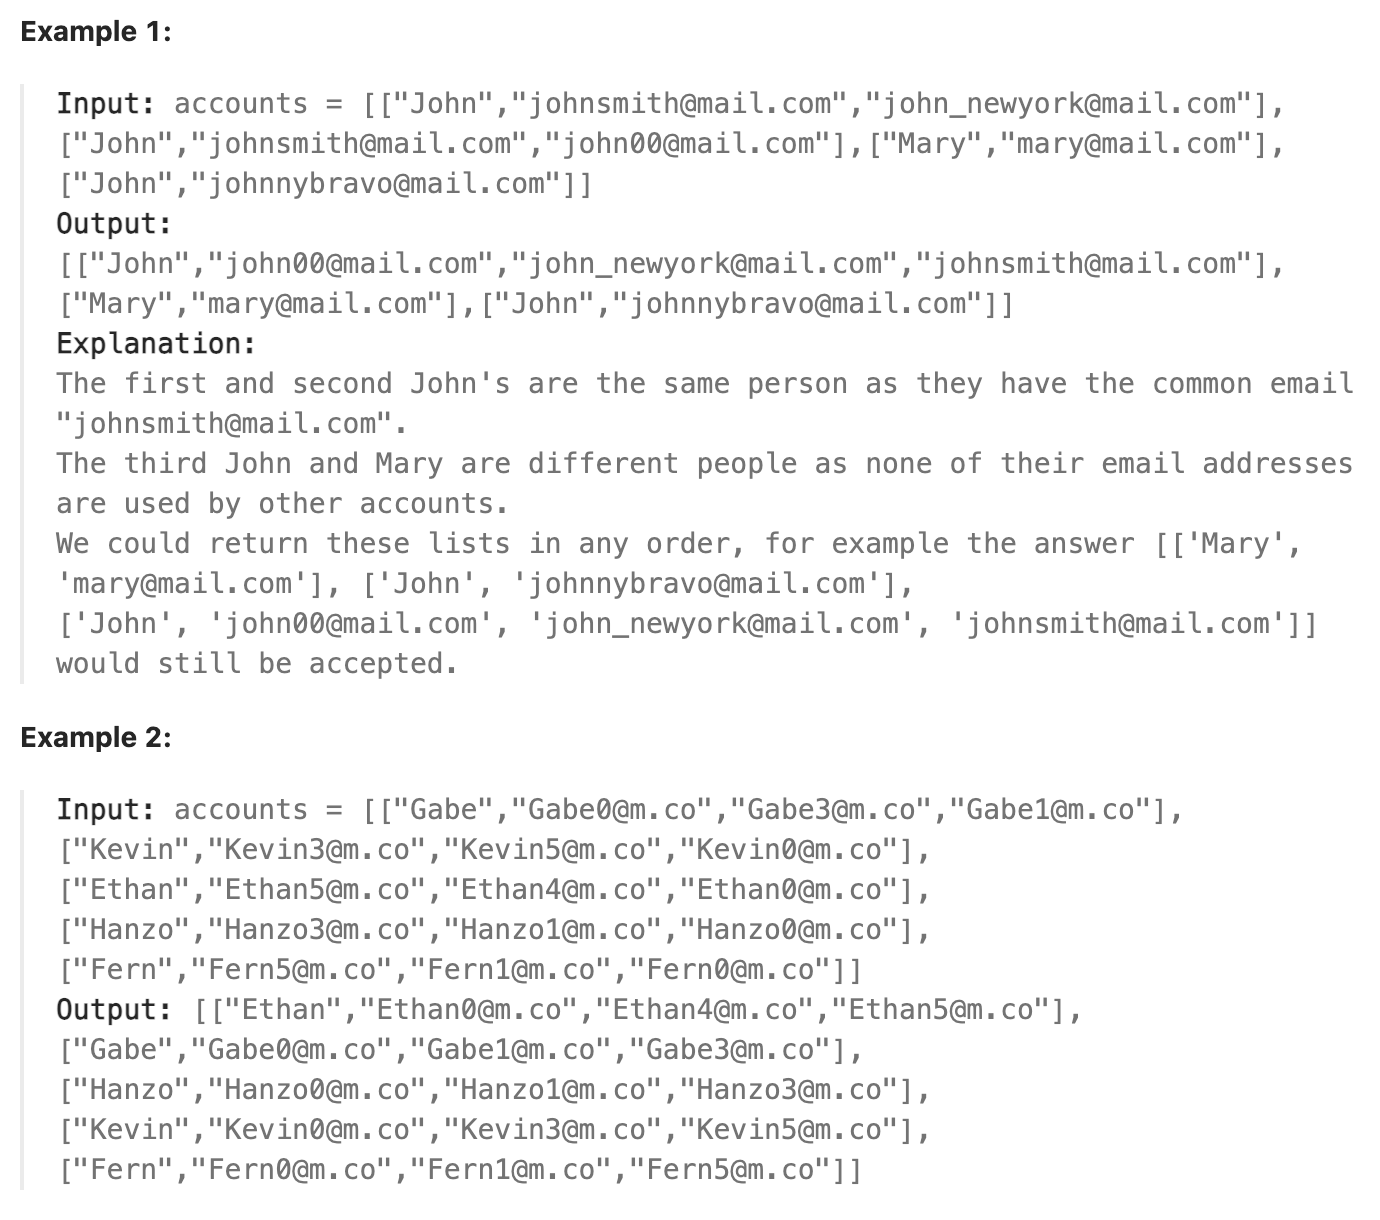 Example 1:
Input: accounts = [["John","johnsmith@mail.com","john_newyork@mail.com"],
["John","johnsmith@mail.com","john00@mail.com"],["Mary","mary@mail.com"],
["John","johnnybravo@mail.com"]]
Output:
[["John","john00@mail.com","john_newyork@mail.com","johnsmith@mail.com"],
["Mary","mary@mail.com"],["John","johnnybravo@mail.com"]]
Explanation:
The first and second John's are the same person as they have the common email
"johnsmith@mail.com".
The third John and Mary are different people as none of their email addresses
are used by other accounts.
We could return these lists in any order, for example the answer [['Mary',
'mary@mail.com'], ['John', 'johnnybravo@mail.com'],
['John', 'john00@mail.com', 'john_newyork@mail.com', 'johnsmith@mail.com']]
would still be accepted.
Example 2:
Input: accounts = [["Gabe","Gabe0@m.co","Gabe3@m.co","Gabe1@m.co"],
["Kevin","Kevin3@m.co","Kevin5@m.co","Kevin0@m.co"],
["Ethan","Ethan5@m.co","Ethan4@m.co","Ethan0@m.co"],
["Hanzo","Hanzo3@m.co","Hanzo1@m.co","Hanzo0@m.co"],
["Fern","Fern5@m.co","Fern1@m.co","Fern0@m.co"]]
Output: [["Ethan","Ethan0@m.co","Ethan4@m.co","Ethan5@m.co"],
["Gabe","Gabe0@m.co","Gabe1@m.co","Gabe3@m.co"],
["Hanzo","Hanzo0@m.co","Hanzo1@m.co","Hanzo3@m.co"],
["Kevin","Kevin0@m.co","Kevin3@m.co","Kevin5@m.co"],
["Fern","Fern0@m.co","Fern1@m.co","Fern5@m.co"]]